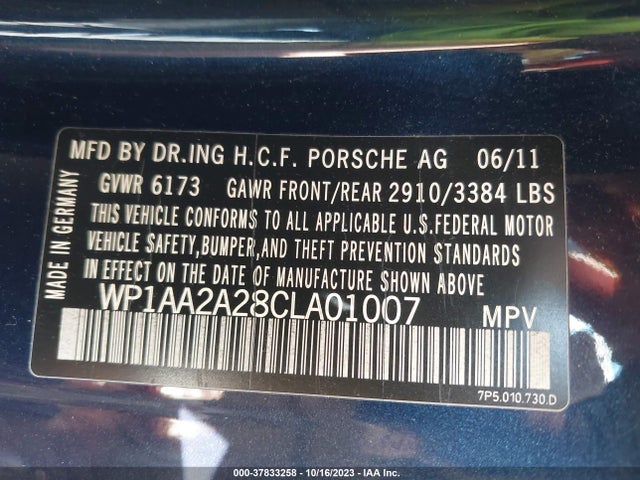 MFD BY DR.ING H.C.F. PORSCHE AG 06/11
GVWR 6173 GAWR FRONT/REAR 2910/3384 LBS
THIS VEHICLE CONFORMS TO ALL APPLICABLE U.S.FEDERAL MOTOR
VEHICLE SAFETY,BUMPER,AND THEFT PREVENTION STANDARDS
IN EFFECT ON THE DATE OF MANUFACTURE SHOWN ABOVE
WP1AA2A28CLA01007 MPV
MADE IN GERMANY
7P5.010.730.D
000-37833258 - 10/16/2023 - IAA Inc.